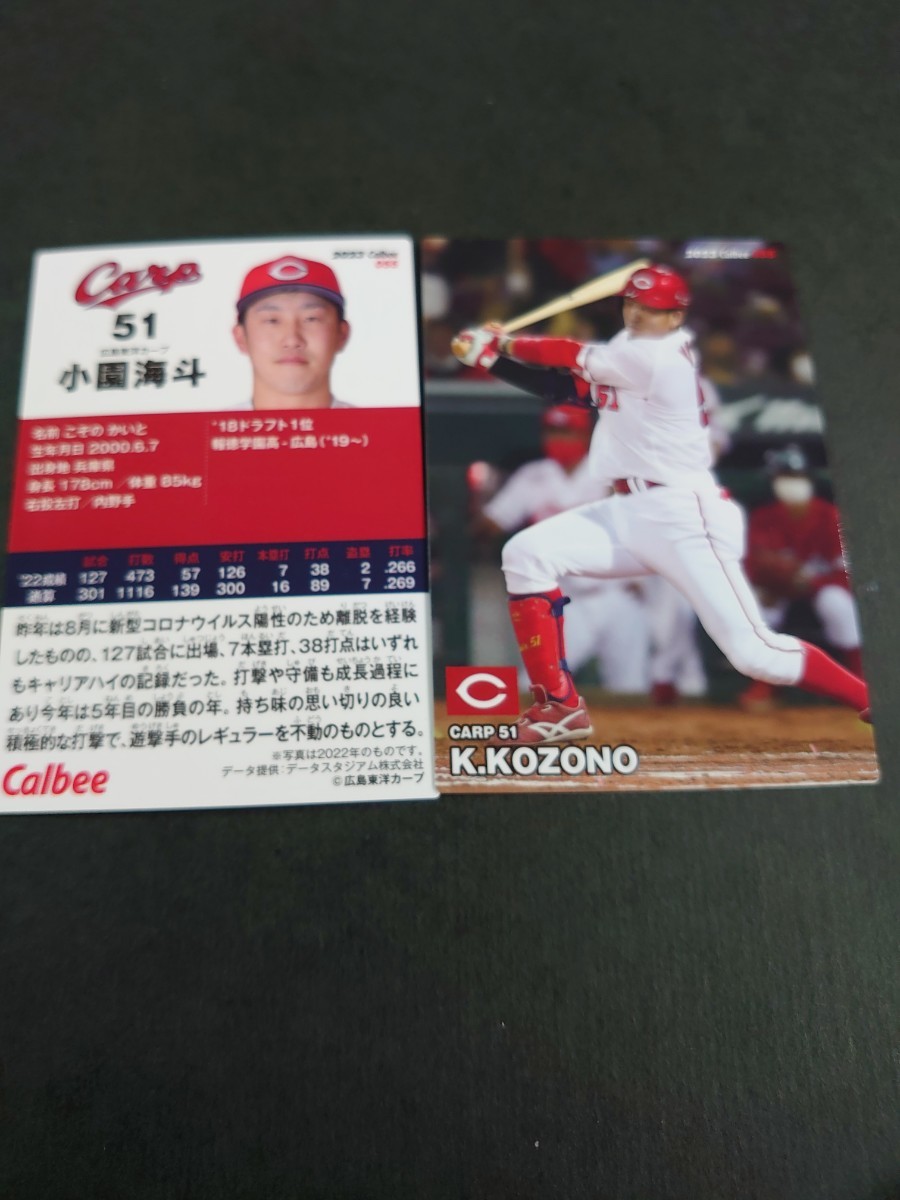 Carp
2023 Calbee
51
広島東洋カープ
小園海斗
名前 こぞの かいと
生年月日 2000.6.7
出身地 兵庫県
身長 178cm/体重 85kg
右投左打/内野手
'18ドラフト1位
報徳学園高-広島('19〜)
試合 打数 得点 安打 本塁打 打点 盗塁 打率
'22成績 127 473 57 126 7 38 2 .266
通算 301 1116 139 300 16 89 7 .269
昨年は8月に新型コロナウイルス陽性のため離脱を経験
したものの、127試合に出場、7本塁打、38打点はいずれ
もキャリアハイの記録だった。打撃や守備も成長過程に
あり今年は5年目の勝負の年。持ち味の思い切りの良い
積極的な打撃で、遊撃手のレギュラーを不動のものとする。
※写真は2022年のものです。
データ提供:データスタジアム株式会社
©広島東洋カープ
Calbee
2023 Calbee
51
51
C
CARP 51
K.KOZONO